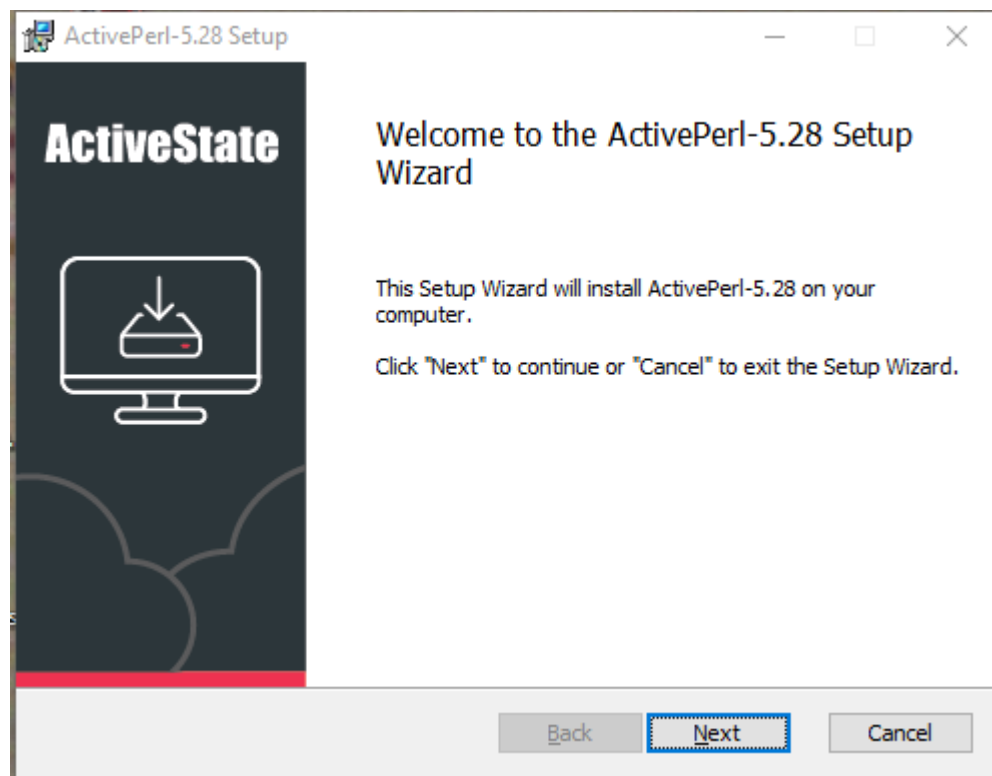 ActivePerl-5.28 Setup
ActiveState
Welcome to the ActivePerl-5.28 Setup
Wizard
This Setup Wizard will install ActivePerl-5.28 on your
computer.
Click "Next" to continue or "Cancel" to exit the Setup Wizard.
Back
Next
Cancel